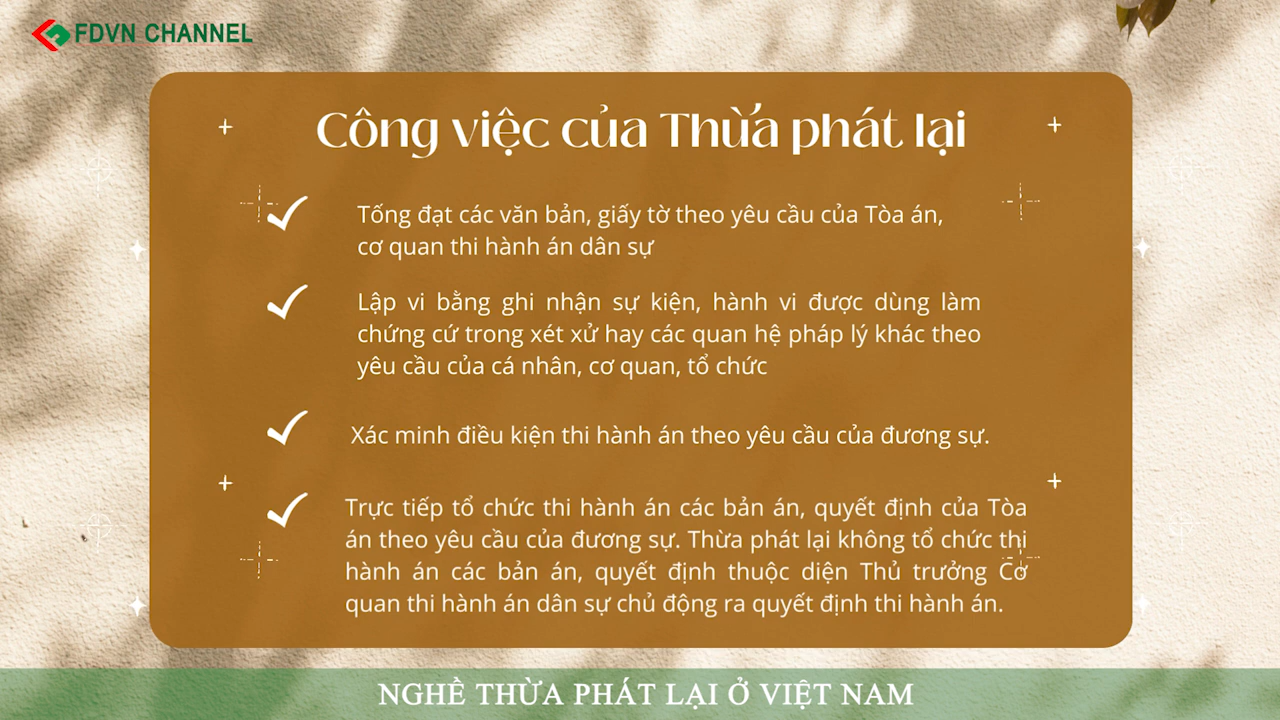 FDVN CHANNEL
Công việc của Thừa phát lại
Tống đạt các văn bản, giấy tờ theo yêu cầu của Tòa án,
cơ quan thi hành án dân sự
Lập vi bằng ghi nhận sự kiện, hành vi được dùng làm
chứng cứ trong xét xử hay các quan hệ pháp lý khác theo
yêu cầu của cá nhân, cơ quan, tổ chức
Xác minh điều kiện thi hành án theo yêu cầu của đương sự.
Trực tiếp tổ chức thi hành án các bản án, quyết định của Tòa
án theo yêu cầu của đương sự. Thừa phát lại không tổ chức thi
hành án các bản án, quyết định thuộc diện Thủ trưởng Cơ
quan thi hành án dân sự chủ động ra quyết định thi hành án.
NGHỀ THỪA PHÁT LẠI Ở VIỆT NAM